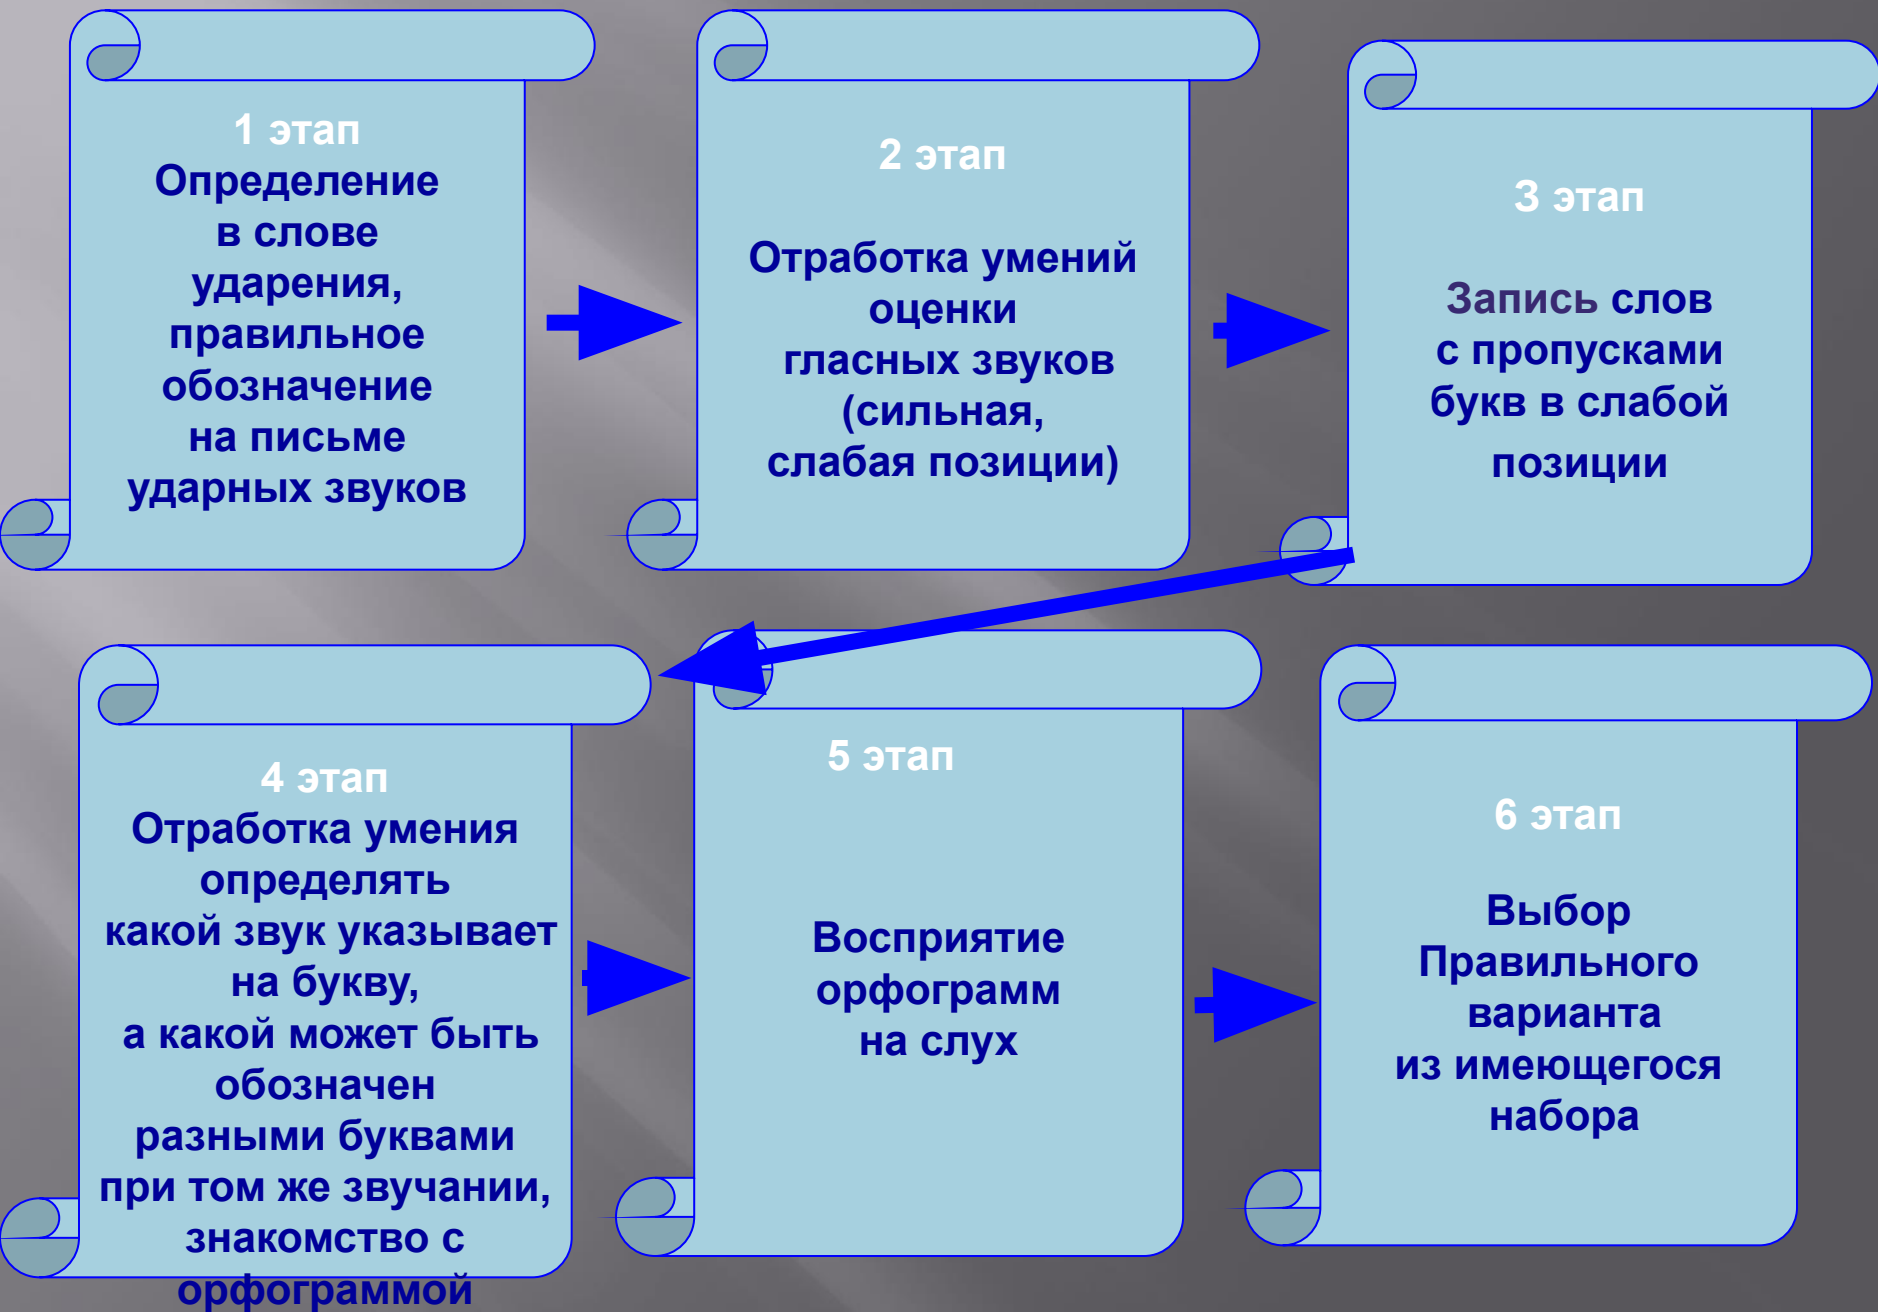 1 этап
Определение
в слове
ударения,
правильное
обозначение
на письме
ударных звуков
2 этап
Отработка умений
оценки
гласных звуков
(сильная,
слабая позиции)
3 этап
Запись слов
с пропусками
букв в слабой
позиции
4 этап
Отработка умения
определять
какой звук указывает
на букву,
а какой может быть
обозначен
разными буквами
при том же звучании,
знакомство с
орфограммой
5 этап
Восприятие
орфограмм
на слух
6 этап
Выбор
Правильного
варианта
из имеющегося
набора